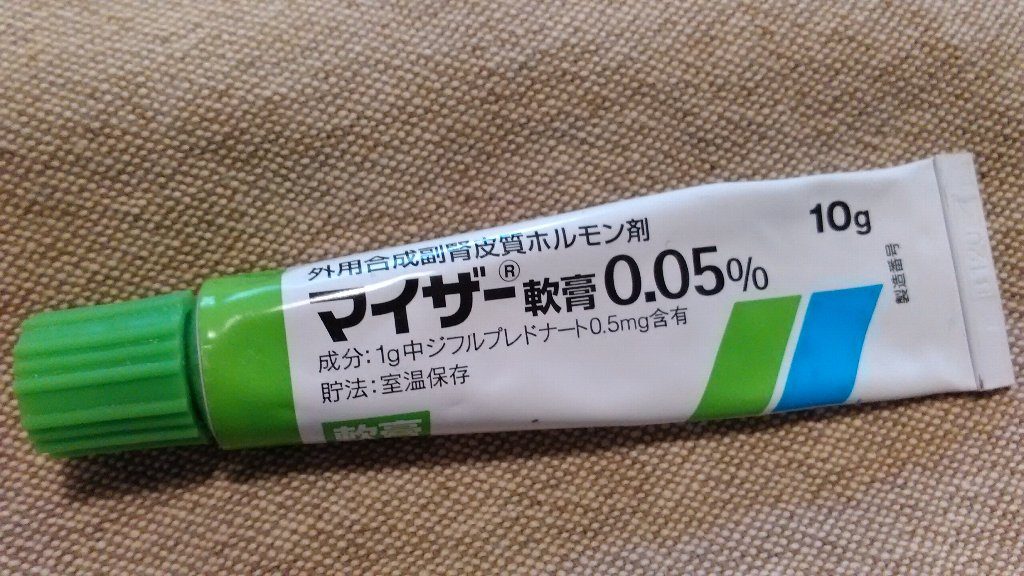 外用合成副腎皮質ホルモン剤
マイザー®軟膏0.05%
成分：1g中ジフルプレドナート0.5mg含有
貯法：室温保存
軟膏
10g
製造番号